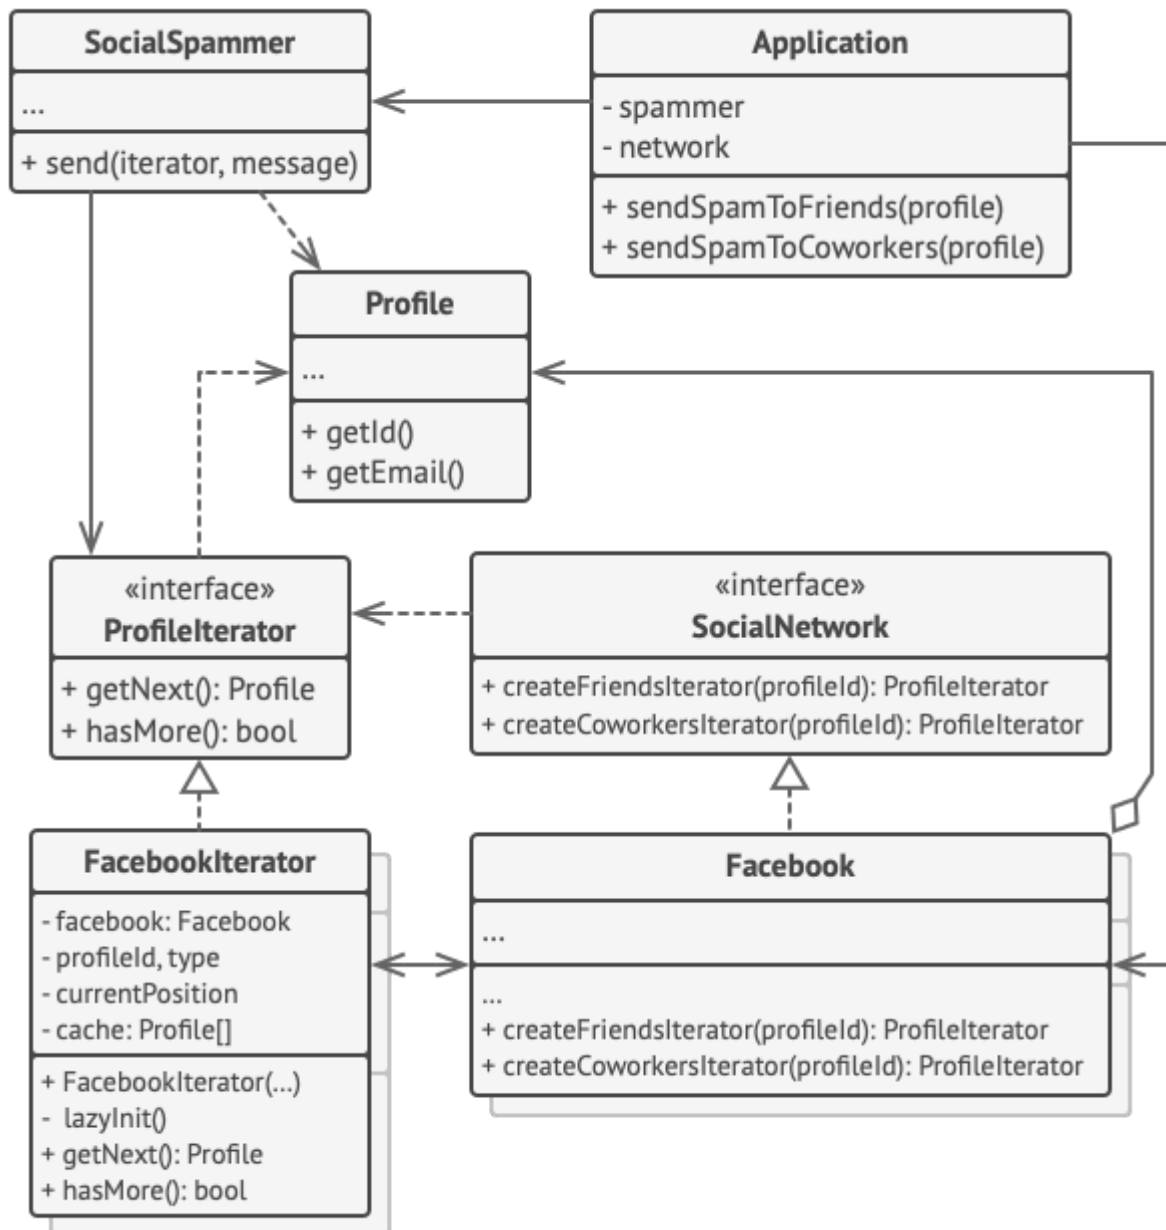 SocialSpammer
...
+ send(iterator, message)
Application
- spammer
- network
+ sendSpamToFriends(profile)
+ sendSpamToCoworkers(profile)
Profile
...
+ getId()
+ getEmail()
«interface»
ProfileIterator
+ getNext(): Profile
+ hasMore(): bool
«interface»
SocialNetwork
+ createFriendsIterator(profileId): ProfileIterator
+ createCoworkersIterator(profileId): ProfileIterator
FacebookIterator
- facebook: Facebook
- profileId, type
- currentPosition
- cache: Profile[]
+ FacebookIterator(...)
- lazyInit()
+ getNext(): Profile
+ hasMore(): bool
Facebook
...
...
+ createFriendsIterator(profileId): ProfileIterator
+ createCoworkersIterator(profileId): ProfileIterator